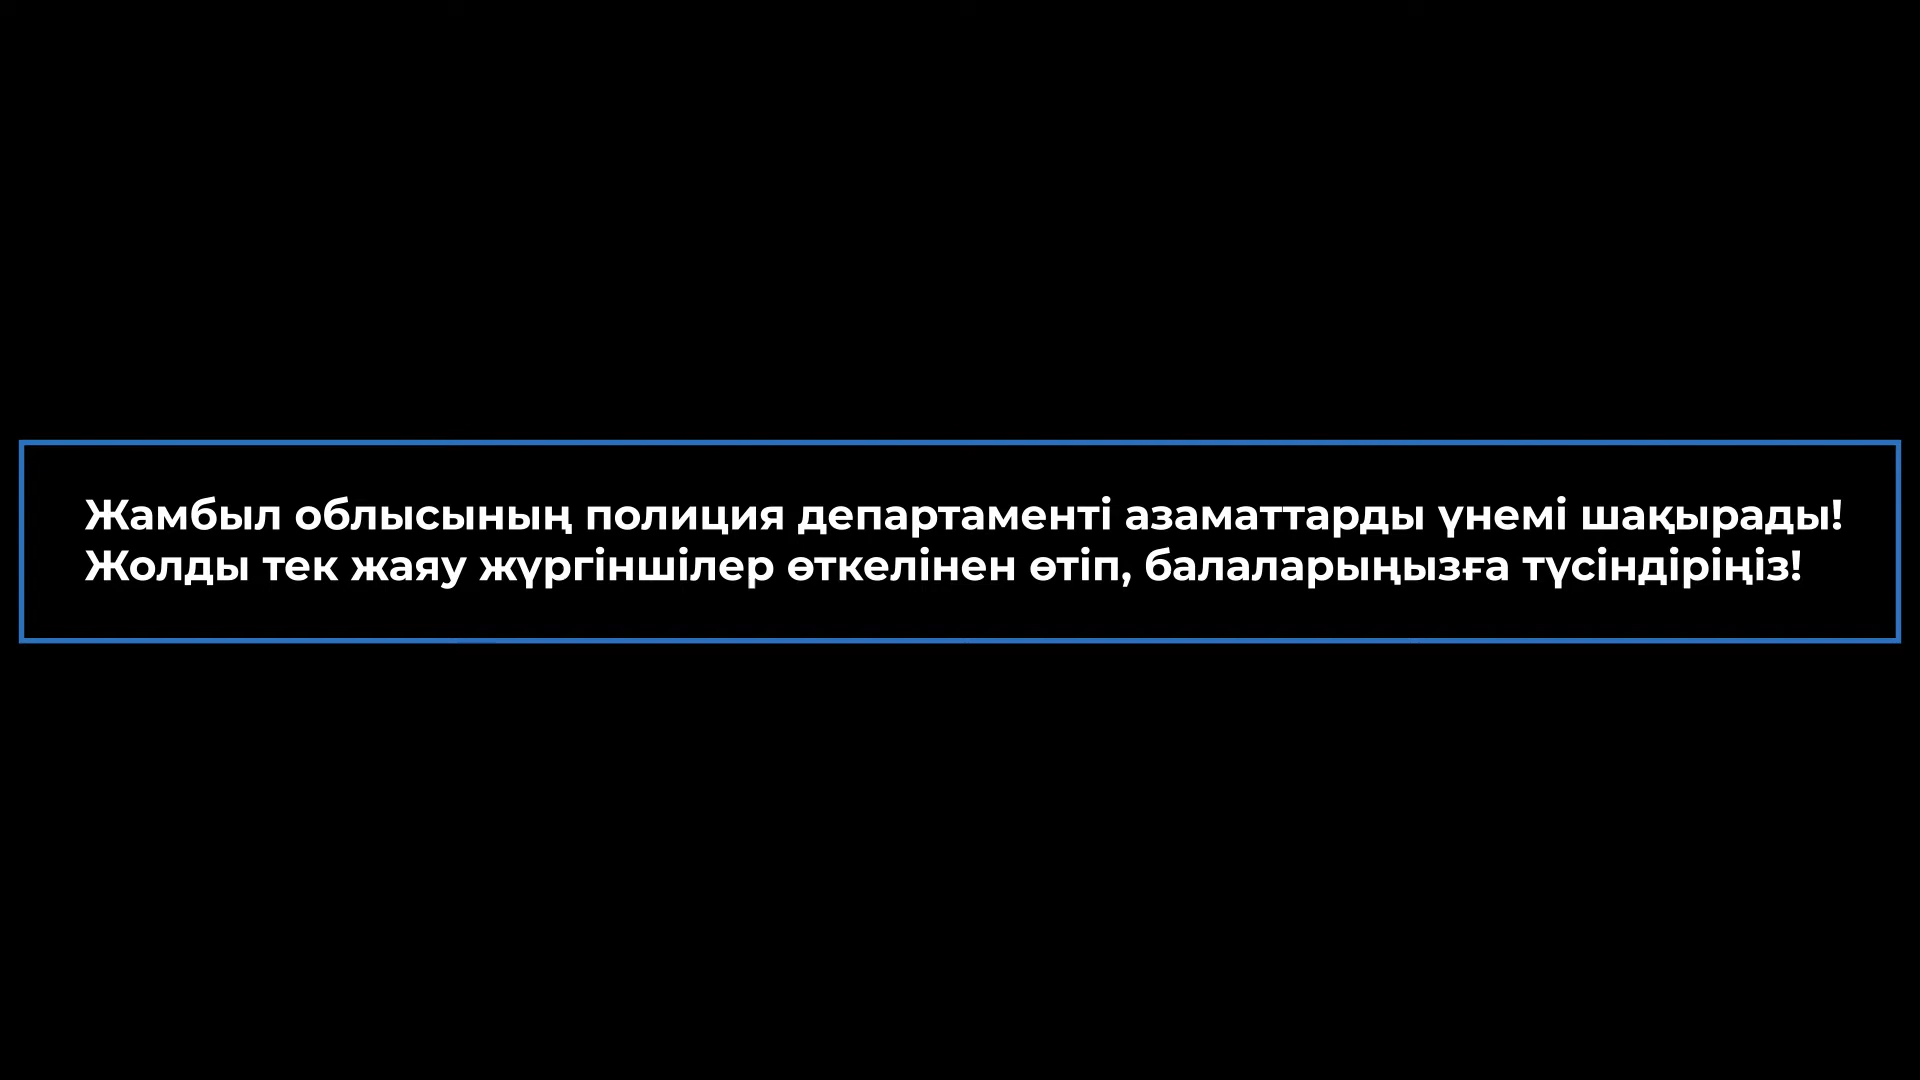 Жамбыл облысының полиция департаменті азаматтарды үнемі шақырады!
Жолды тек жаяу жүргіншілер өткелінен өтіп, балаларыңызға түсіндіріңіз!